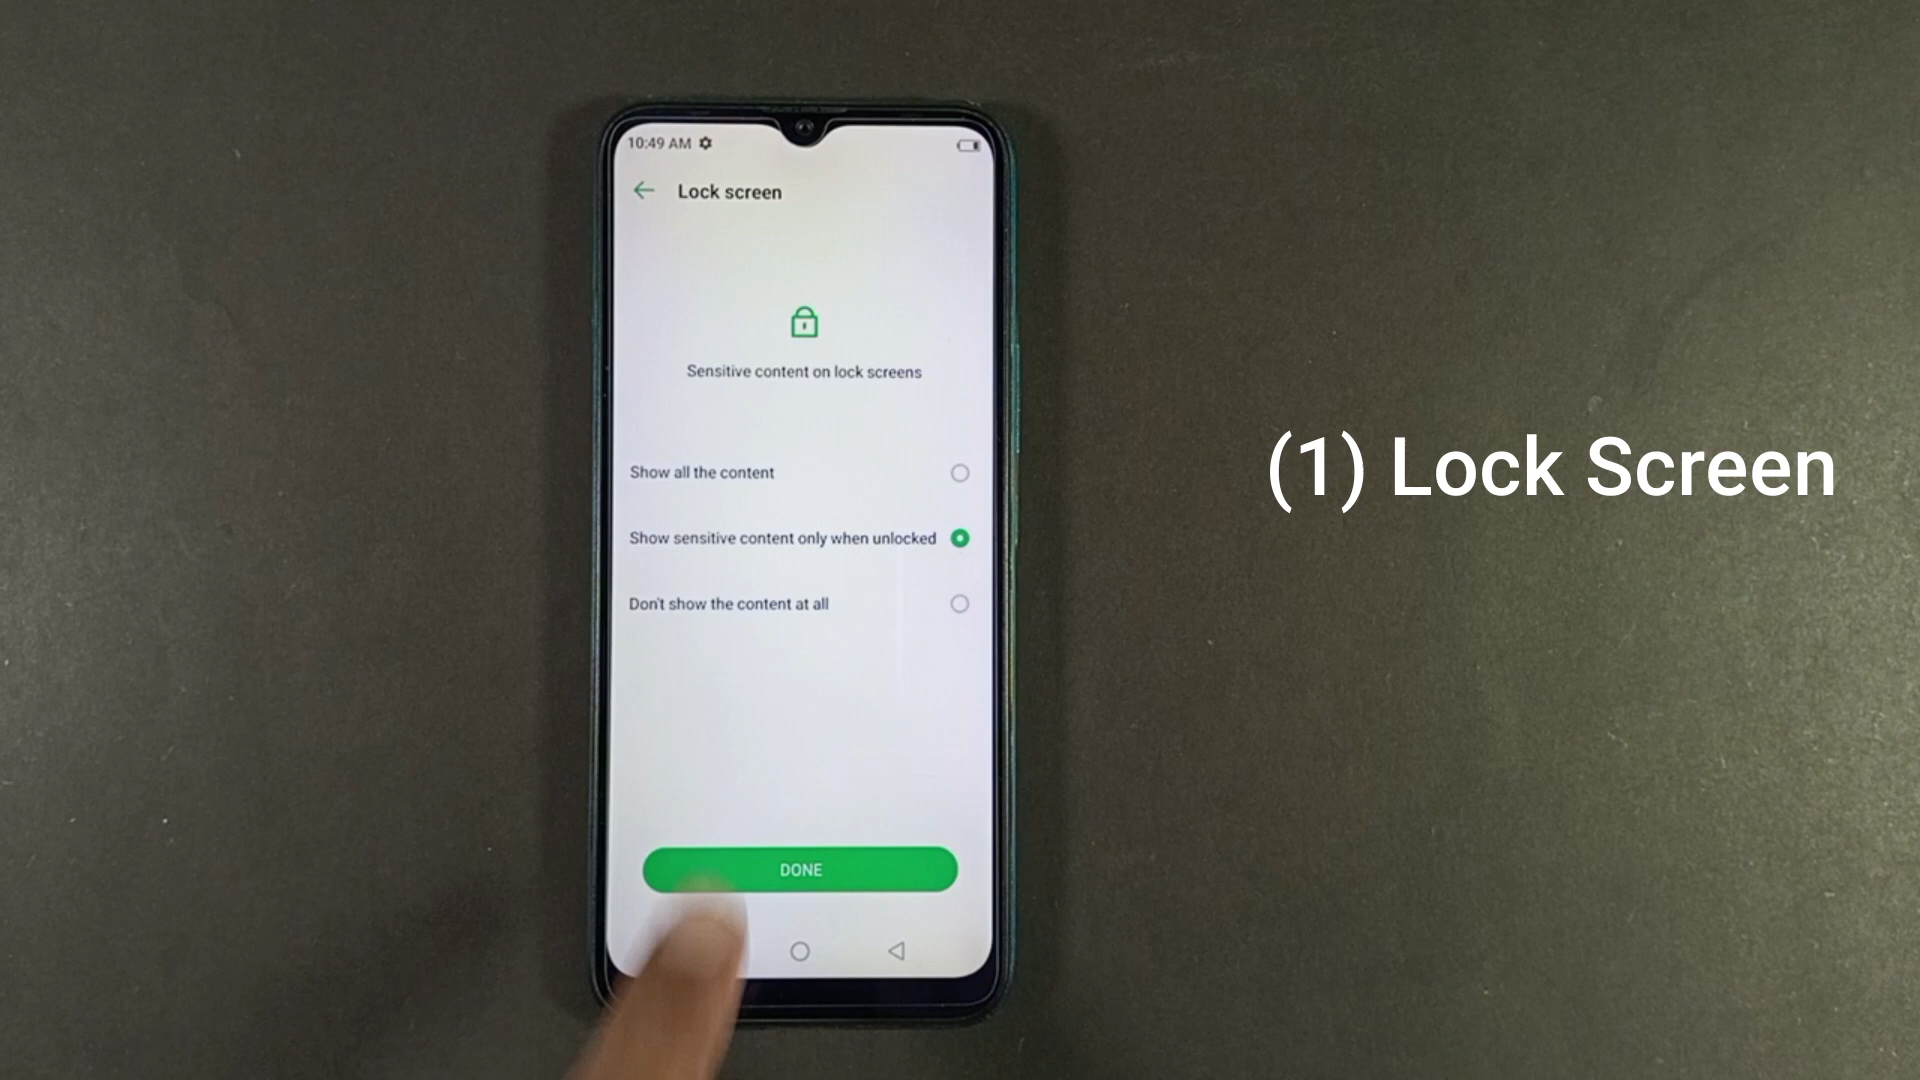 10:49 AM
Lock screen
Sensitive content on lock screens
Show all the content
Show sensitive content only when unlocked
Don't show the content at all
DONE
(1) Lock Screen